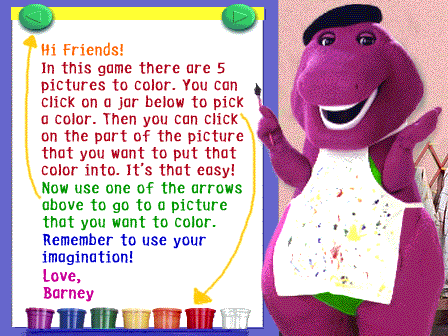 Hi Friends!
In this game there are 5
pictures to color. You can
click on a jar below to pick
a color. Then you can click
on the part of the picture
that you want to put that
color into. It's that easy!
Now use one of the arrows
above to go to a picture
that you want to color.
Remember to use your
imagination!
Love,
Barney